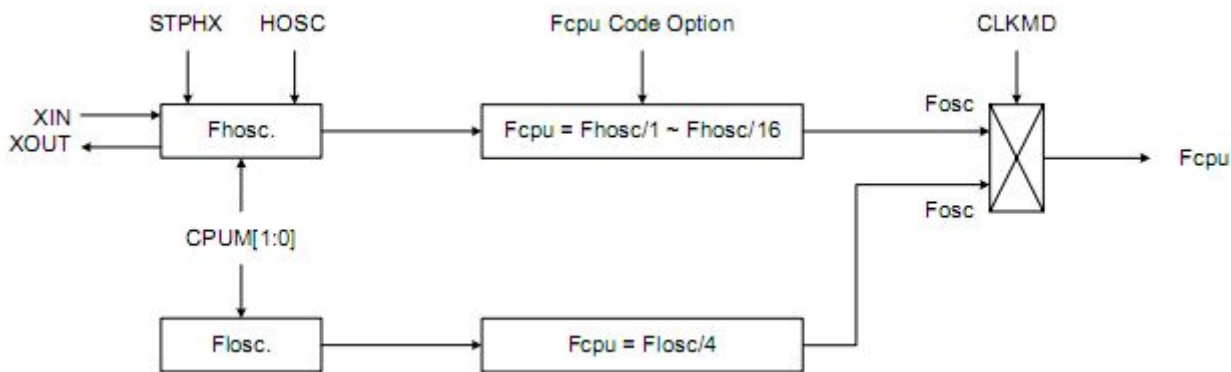 STPHX HOSC Fcpu Code Option CLKMD
XIN
XOUT
Fhosc.
Fcpu = Fhosc/1 ~ Fhosc/16
Fosc
Fcpu
Fosc
CPUM[1:0]
Flosc.
Fcpu = Flosc/4